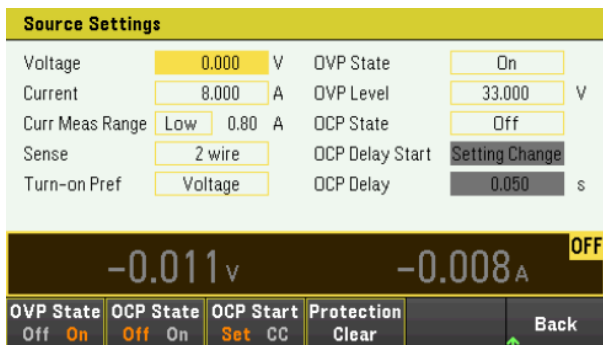 Source Settings
Voltage 0.000 V OVP State On
Current 8.000 A OVP Level 33.000 V
Curr Meas Range Low 0.80 A OCP State Off
Sense 2 wire OCP Delay Start Setting Change
Turn-on Pref Voltage OCP Delay 0.050 s
OFF
-0.011 V -0.008 A
OVP State OCP State OCP Start Protection
Off On Off On Set CC Clear Back